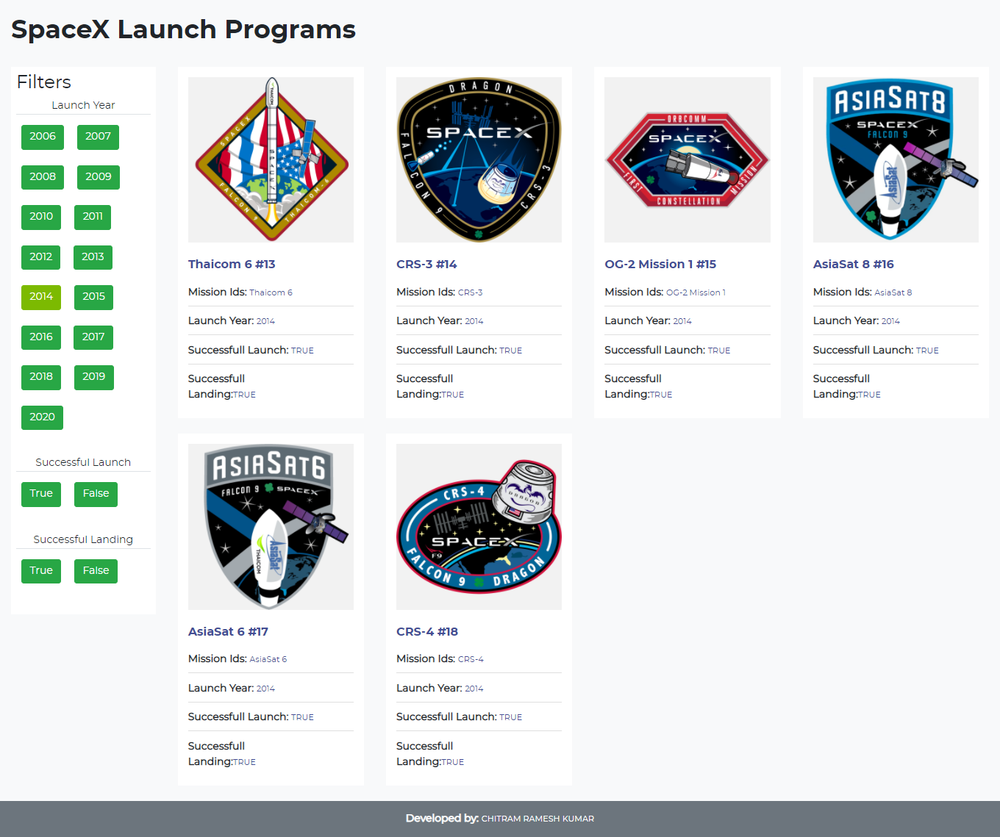 SpaceX Launch Programs
Filters
Launch Year
2006 2007
2008 2009
2010 2011
2012 2013
2014 2015
2016 2017
2018 2019
2020
Successful Launch
True False
Successful Landing
True False
SPACEX
THAICOM
SPACEX
FALCON 9
THAICOM-6
Thaicom 6 #13
Mission Ids: Thaicom 6
Launch Year: 2014
Successfull Launch: TRUE
Successfull
Landing:TRUE
DRAGON
SPACEX
FALCON 9
CRS-3
CRS-3 #14
Mission Ids: CRS-3
Launch Year: 2014
Successfull Launch: TRUE
Successfull
Landing:TRUE
ORBCOMM
SPACEX
FIRST
CONSTELLATION
MISSION
OG-2 Mission 1 #15
Mission Ids: OG-2 Mission 1
Launch Year: 2014
Successfull Launch: TRUE
Successfull
Landing:TRUE
ASIASAT8
SPACEX
FALCON 9
AsiaSat
AsiaSat 8 #16
Mission Ids: AsiaSat 8
Launch Year: 2014
Successfull Launch: TRUE
Successfull
Landing:TRUE
ASIASAT6
FALCON 9 SPACEX
AsiaSat
THAICOM
AsiaSat 6 #17
Mission Ids: AsiaSat 6
Launch Year: 2014
Successfull Launch: TRUE
Successfull
Landing:TRUE
CRS-4
DRAGON
SPACEX
F9
FALCON 9 DRAGON
CRS-4 #18
Mission Ids: CRS-4
Launch Year: 2014
Successfull Launch: TRUE
Successfull
Landing:TRUE
Developed by: CHITRAM RAMESH KUMAR